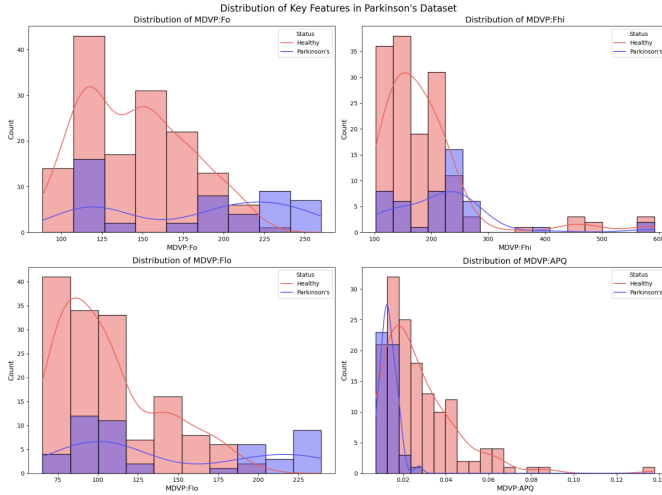 Distribution of Key Features in Parkinson's Dataset
Distribution of MDVP:Fo
Status
Healthy
Parkinson's
Count
40
30
20
10
0
100
125
150
175
200
225
250
MDVP:Fo
Distribution of MDVP:Fhi
Status
Healthy
Parkinson's
Count
35
30
25
20
15
10
5
0
100
200
300
400
500
600
MDVP:Fhi
Distribution of MDVP:Flo
Status
Healthy
Parkinson's
Count
40
35
30
25
20
15
10
5
0
75
100
125
150
175
200
225
MDVP:Flo
Distribution of MDVP:APQ
Status
Healthy
Parkinson's
Count
30
25
20
15
10
5
0
0.02
0.04
0.06
0.08
0.10
0.12
MDVP:APQ